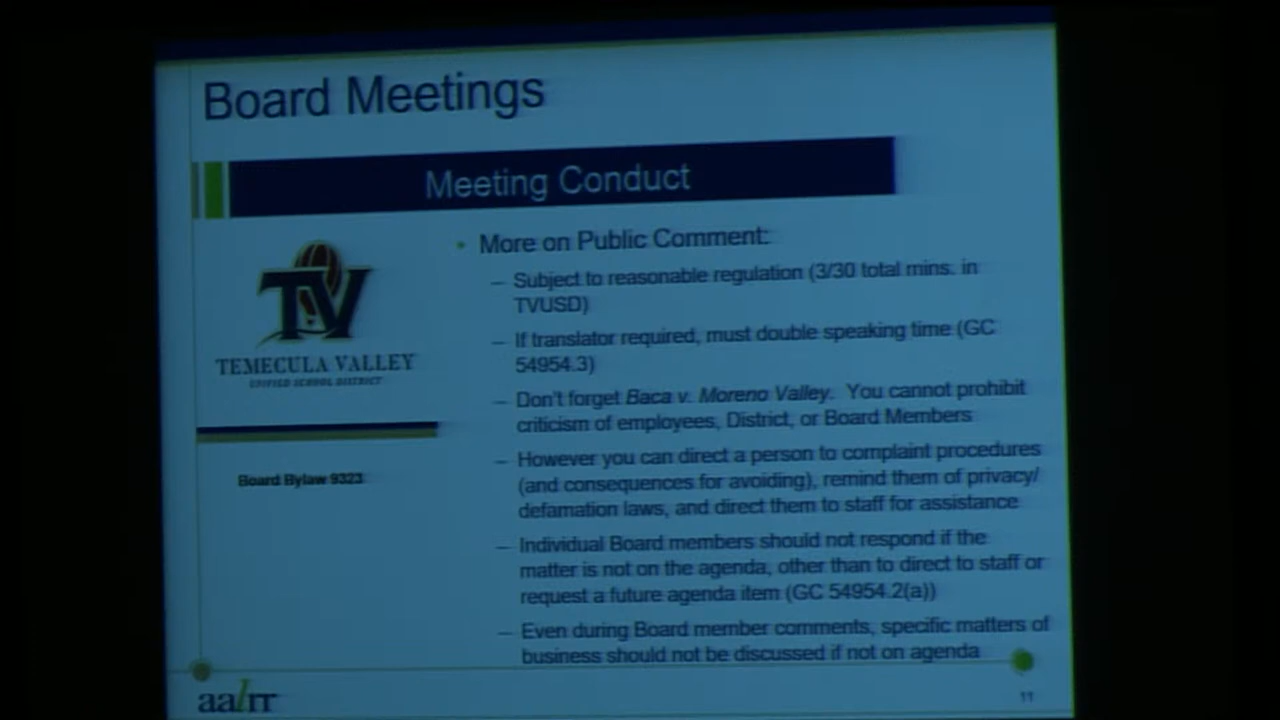 Board Meetings
Meeting Conduct
• More on Public Comment:
– Subject to reasonable regulation (3/30 total mins. in
TVUSD)
– If translator required, must double speaking time (GC
54954.3)
– Don't forget Baca v. Moreno Valley. You cannot prohibit
criticism of employees, District, or Board Members
– However you can direct a person to complaint procedures
(and consequences for avoiding), remind them of privacy/
defamation laws, and direct them to staff for assistance
– Individual Board members should not respond if the
matter is not on the agenda, other than to direct to staff or
request a future agenda item (GC 54954.2(a))
– Even during Board member comments, specific matters of
business should not be discussed if not on agenda
TV
TEMECULA VALLEY
UNIFIED SCHOOL DISTRICT
Board Bylaw 9323
aalrr
11